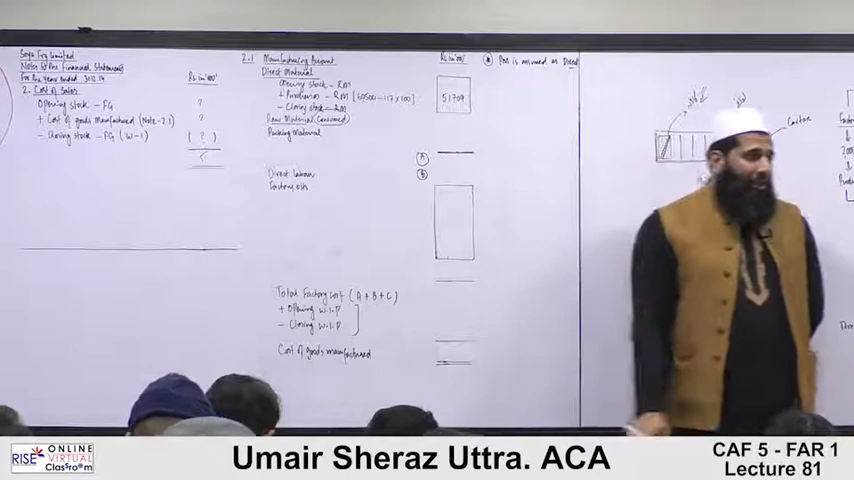 Limited
Notes to the Financial Statements
For the year ended 31.12.14
Rs in '000'
2. Cost of Sales
Opening stock - FG ?
+ Cost of goods manufactured (Note-2.1) ?
- Closing stock - FG (W-1) ( ? )
2.1 Manufacturing Account
Rs in '000'
Direct Material
Opening stock - RM
+ Purchases - RM
51709
- Closing stock - RM
Raw Material Consumed
Packing Material
A
Direct labour
B
Factory
Total Factory cost (A+B+C)
+ Opening W.I.P
- Closing W.I.P
Cost of goods manufactured
PM is assumed as Direct
Carton
RISE
ONLINE
VIRTUAL
Classroom
Umair Sheraz Uttra. ACA
CAF 5 - FAR 1
Lecture 81